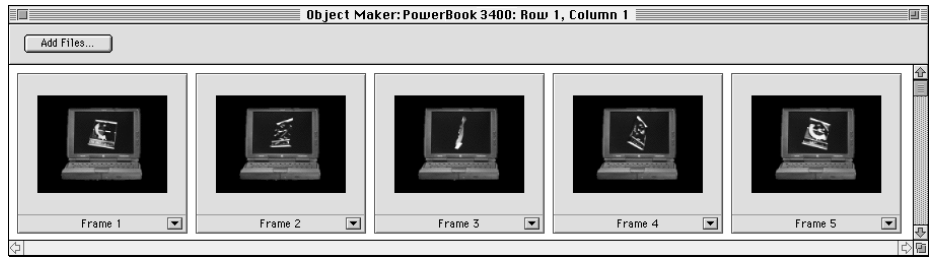 Object Maker: PowerBook 3400: Row 1, Column 1
Add Files...
Frame 1
Frame 2
Frame 3
Frame 4
Frame 5